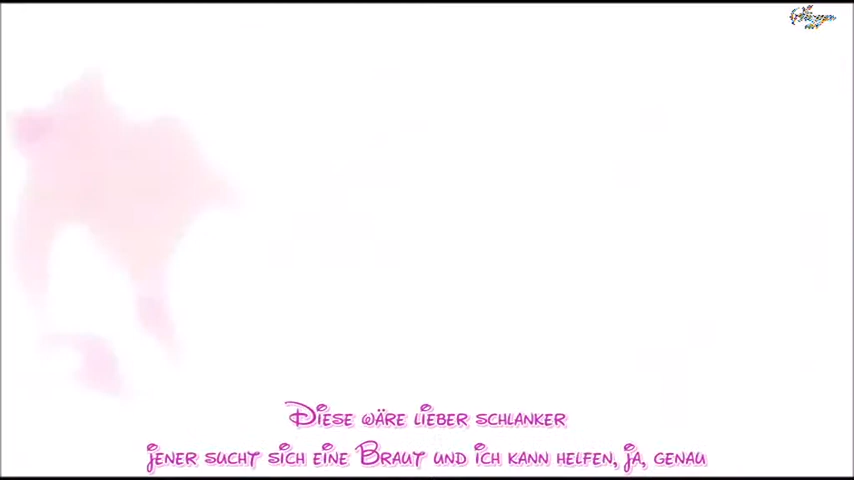 Diese wäre lieber schlanker
jener sucht sich eine Braut und ich kann helfen, ja, genau